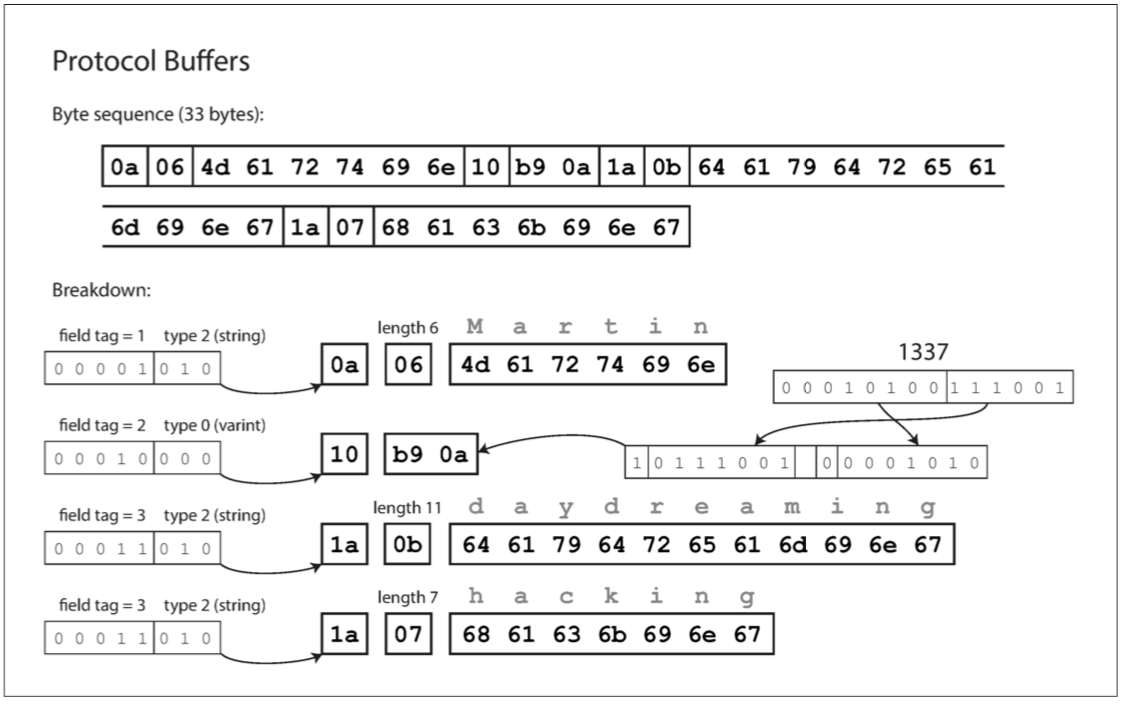 Protocol Buffers
Byte sequence (33 bytes):
0a 06 4d 61 72 74 69 6e 10 b9 0a 1a 0b 64 61 79 64 72 65 61
6d 69 6e 67 1a 07 68 61 63 6b 69 6e 67
Breakdown:
field tag = 1 type 2 (string) length 6 M a r t i n
0 0 0 0 1 0 1 0 0a 06 4d 61 72 74 69 6e
1337
0 0 0 1 0 1 0 0 1 1 1 0 0 1
field tag = 2 type 0 (varint)
0 0 0 1 0 0 0 0 10 b9 0a 1 0 1 1 1 0 0 1 0 0 0 0 1 0 1 0
field tag = 3 type 2 (string) length 11 d a y d r e a m i n g
0 0 0 1 1 0 1 0 1a 0b 64 61 79 64 72 65 61 6d 69 6e 67
field tag = 3 type 2 (string) length 7 h a c k i n g
0 0 0 1 1 0 1 0 1a 07 68 61 63 6b 69 6e 67